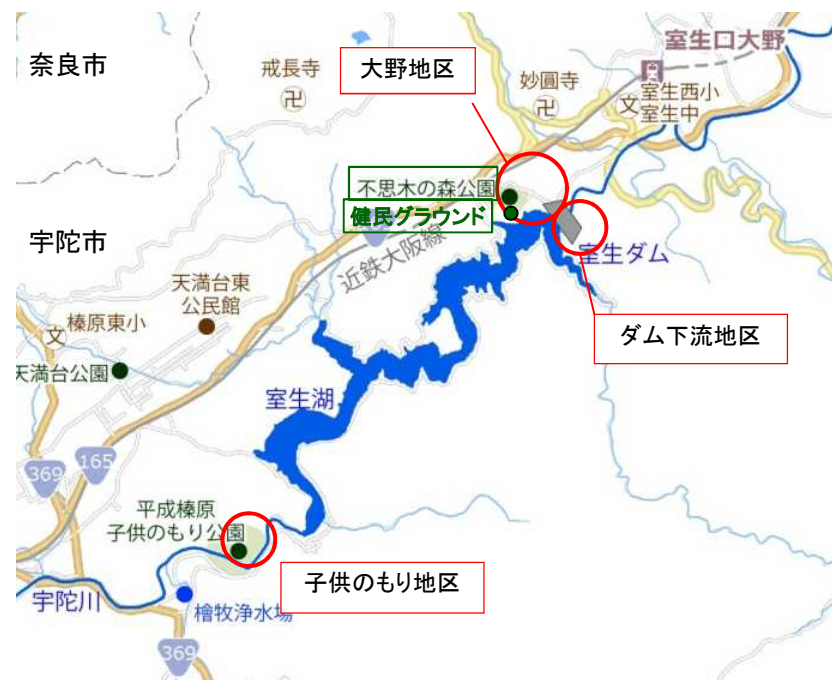 奈良市
戒長寺
大野地区
妙圓寺
室生口大野
文
室生西小
室生中
不思木の森公園
健民グラウンド
宇陀市
近鉄大阪線
室生ダム
天満台東
公民館
文
榛原東小
天満台公園
ダム下流地区
室生湖
369
165
平成榛原
子供のもり公園
子供のもり地区
宇陀川
檜牧浄水場
369